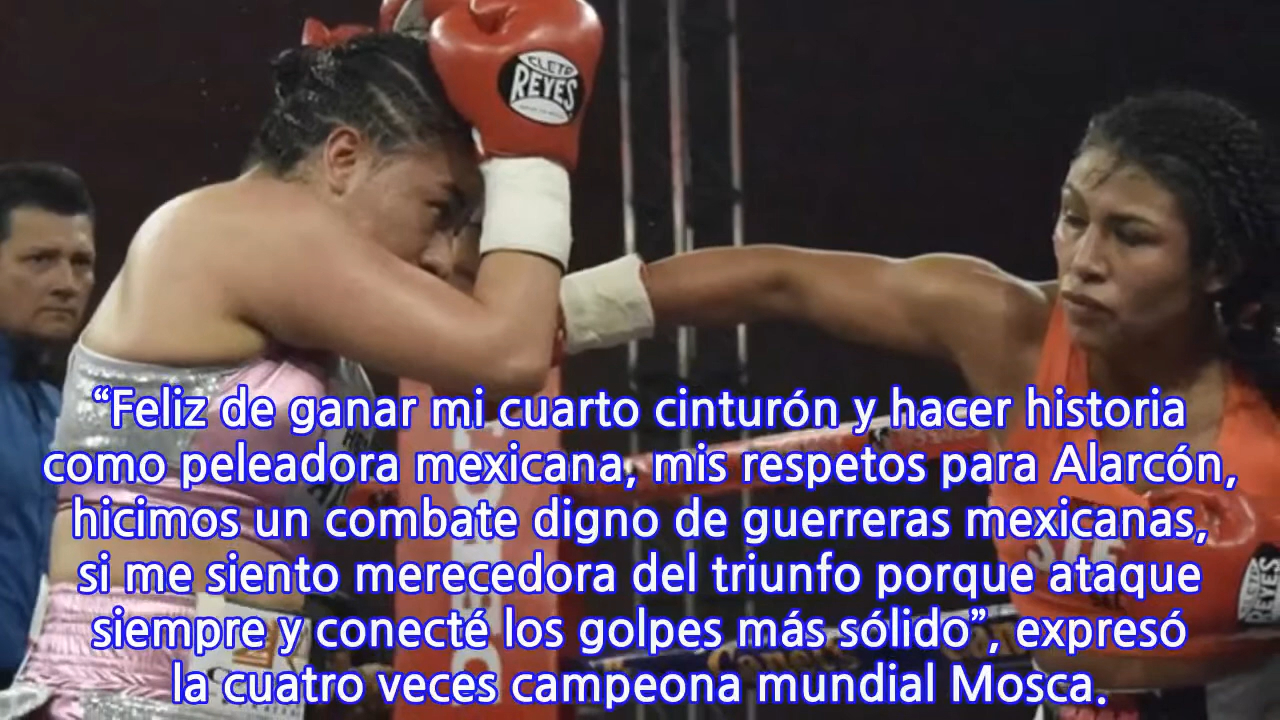 CLETO
REYES
“Feliz de ganar mi cuarto cinturón y hacer historia
como peleadora mexicana, mis respetos para Alarcón,
hicimos un combate digno de guerreras mexicanas,
si me siento merecedora del triunfo porque ataque
siempre y conecté los golpes más sólido”, expresó
la cuatro veces campeona mundial Mosca.
REYES